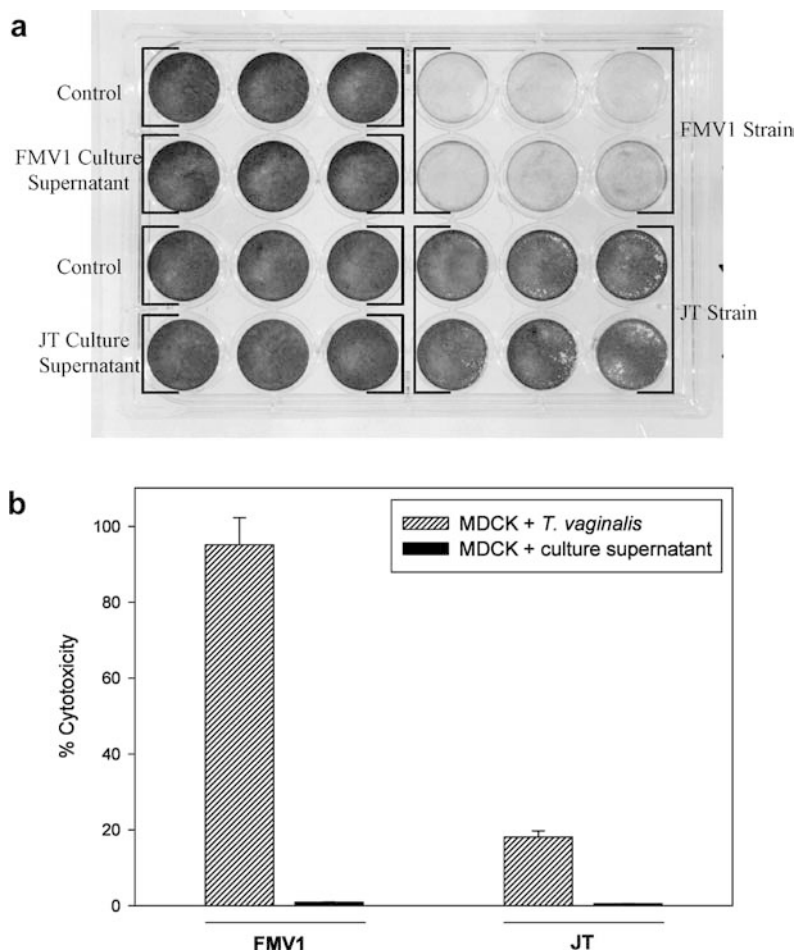 a
Control
FMV1 Culture
Supernatant
Control
JT Culture
Supernatant
FMV1 Strain
JT Strain
b
MDCK + T. vaginalis
MDCK + culture supernatant
% Cytotoxicity
100
80
60
40
20
0
FMV1
JT